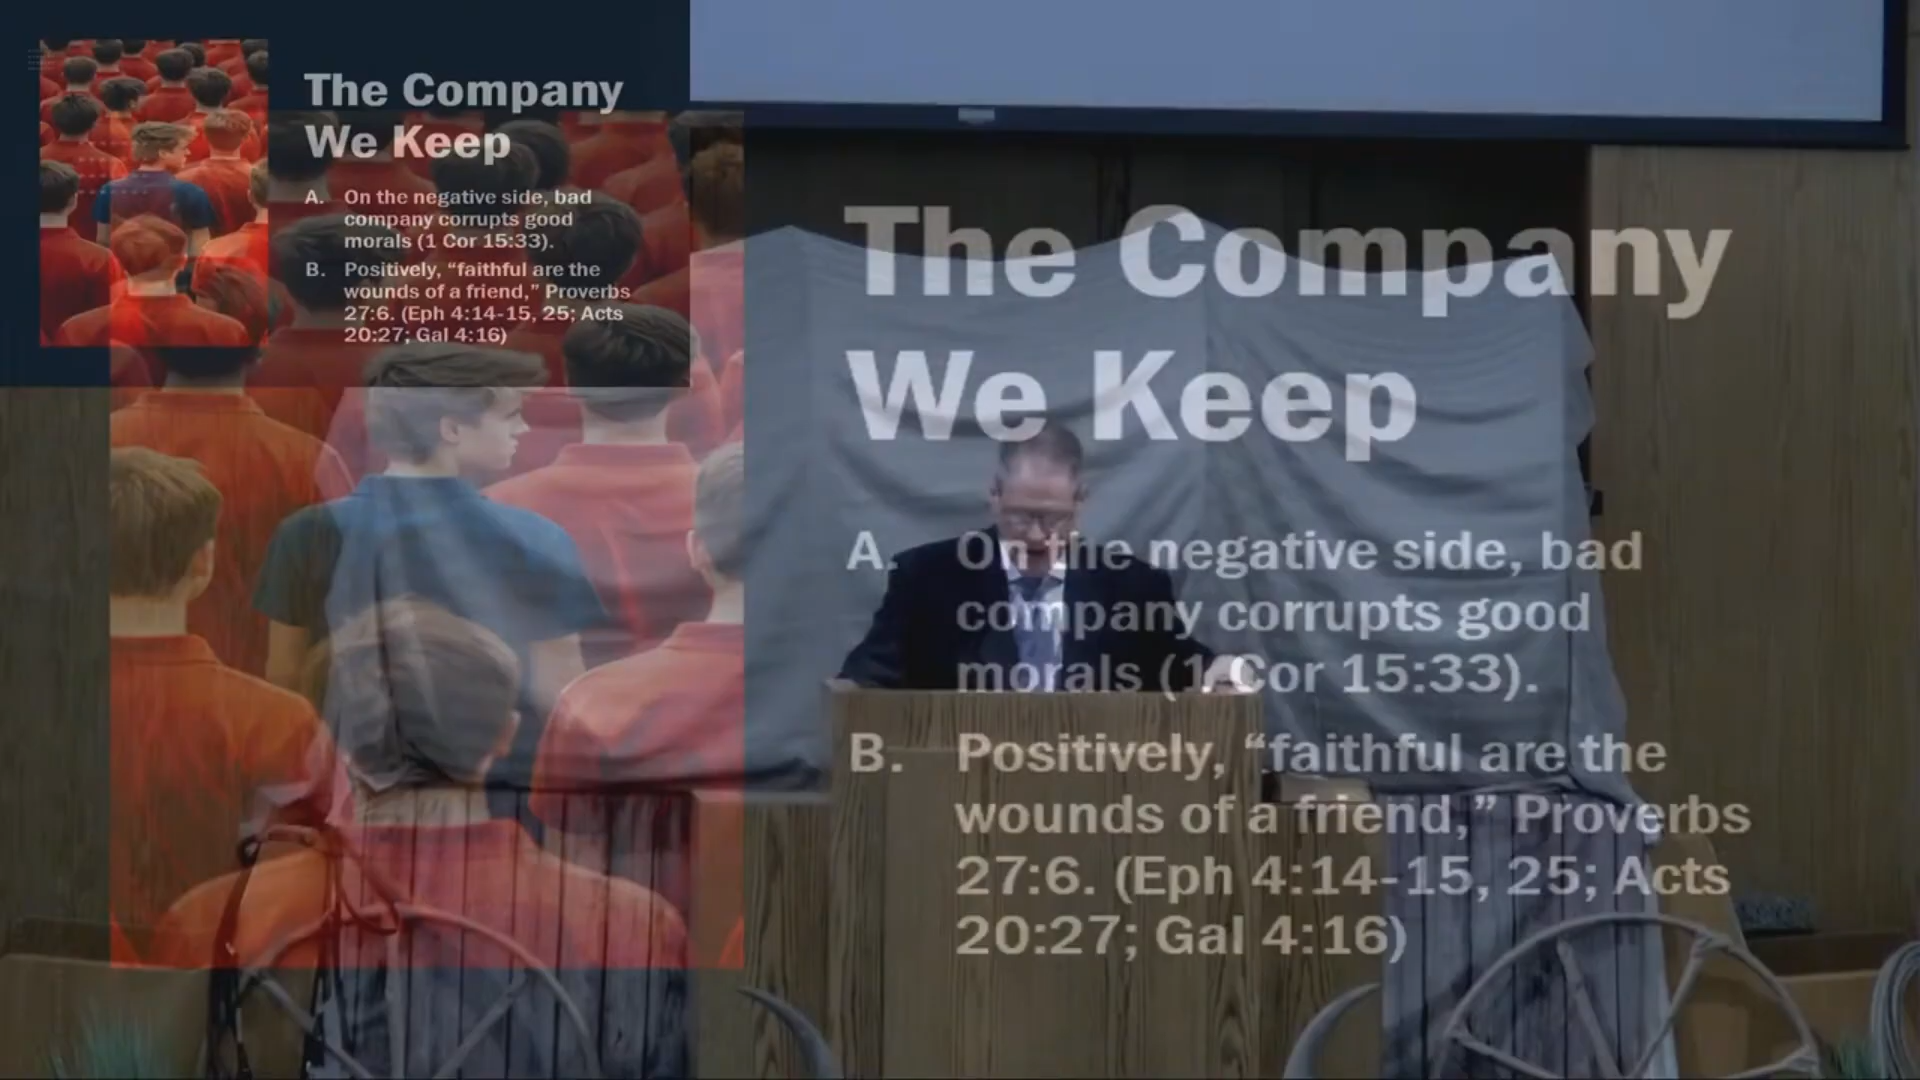 The Company
We Keep
A. On the negative side, bad
company corrupts good
morals (1 Cor 15:33).
B. Positively, “faithful are the
wounds of a friend,” Proverbs
27:6. (Eph 4:14-15, 25; Acts
20:27; Gal 4:16)
The Company
We Keep
A. On the negative side, bad
company corrupts good
morals (1 Cor 15:33).
B. Positively, “faithful are the
wounds of a friend,” Proverbs
27:6. (Eph 4:14-15, 25; Acts
20:27; Gal 4:16)